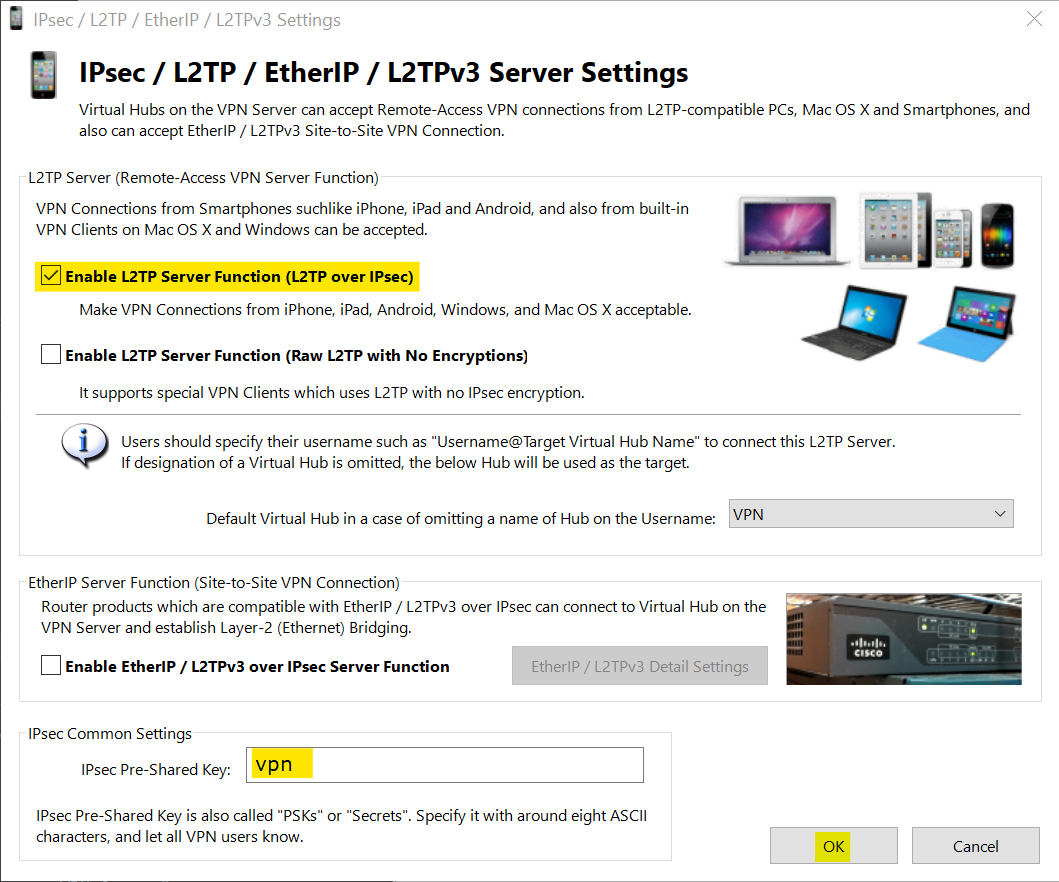 IPsec / L2TP / EtherIP / L2TPv3 Settings
IPsec / L2TP / EtherIP / L2TPv3 Server Settings
Virtual Hubs on the VPN Server can accept Remote-Access VPN connections from L2TP-compatible PCs, Mac OS X and Smartphones, and
also can accept EtherIP / L2TPv3 Site-to-Site VPN Connection.
L2TP Server (Remote-Access VPN Server Function)
VPN Connections from Smartphones suchlike iPhone, iPad and Android, and also from built-in
VPN Clients on Mac OS X and Windows can be accepted.
Enable L2TP Server Function (L2TP over IPsec)
Make VPN Connections from iPhone, iPad, Android, Windows, and Mac OS X acceptable.
Enable L2TP Server Function (Raw L2TP with No Encryptions)
It supports special VPN Clients which uses L2TP with no IPsec encryption.
Users should specify their username such as "Username@Target Virtual Hub Name" to connect this L2TP Server.
If designation of a Virtual Hub is omitted, the below Hub will be used as the target.
Default Virtual Hub in a case of omitting a name of Hub on the Username:
VPN
EtherIP Server Function (Site-to-Site VPN Connection)
Router products which are compatible with EtherIP / L2TPv3 over IPsec can connect to Virtual Hub on the
VPN Server and establish Layer-2 (Ethernet) Bridging.
Enable EtherIP / L2TPv3 over IPsec Server Function
EtherIP / L2TPv3 Detail Settings
CISCO
IPsec Common Settings
IPsec Pre-Shared Key:
vpn
IPsec Pre-Shared Key is also called "PSKs" or "Secrets". Specify it with around eight ASCII
characters, and let all VPN users know.
OK
Cancel